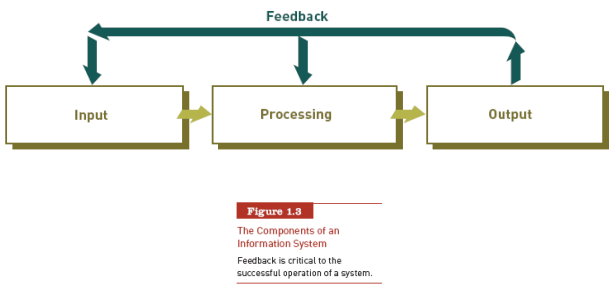 Feedback
Input
Processing
Output
Figure 1.3
The Components of an
Information System
Feedback is critical to the
successful operation of a system.